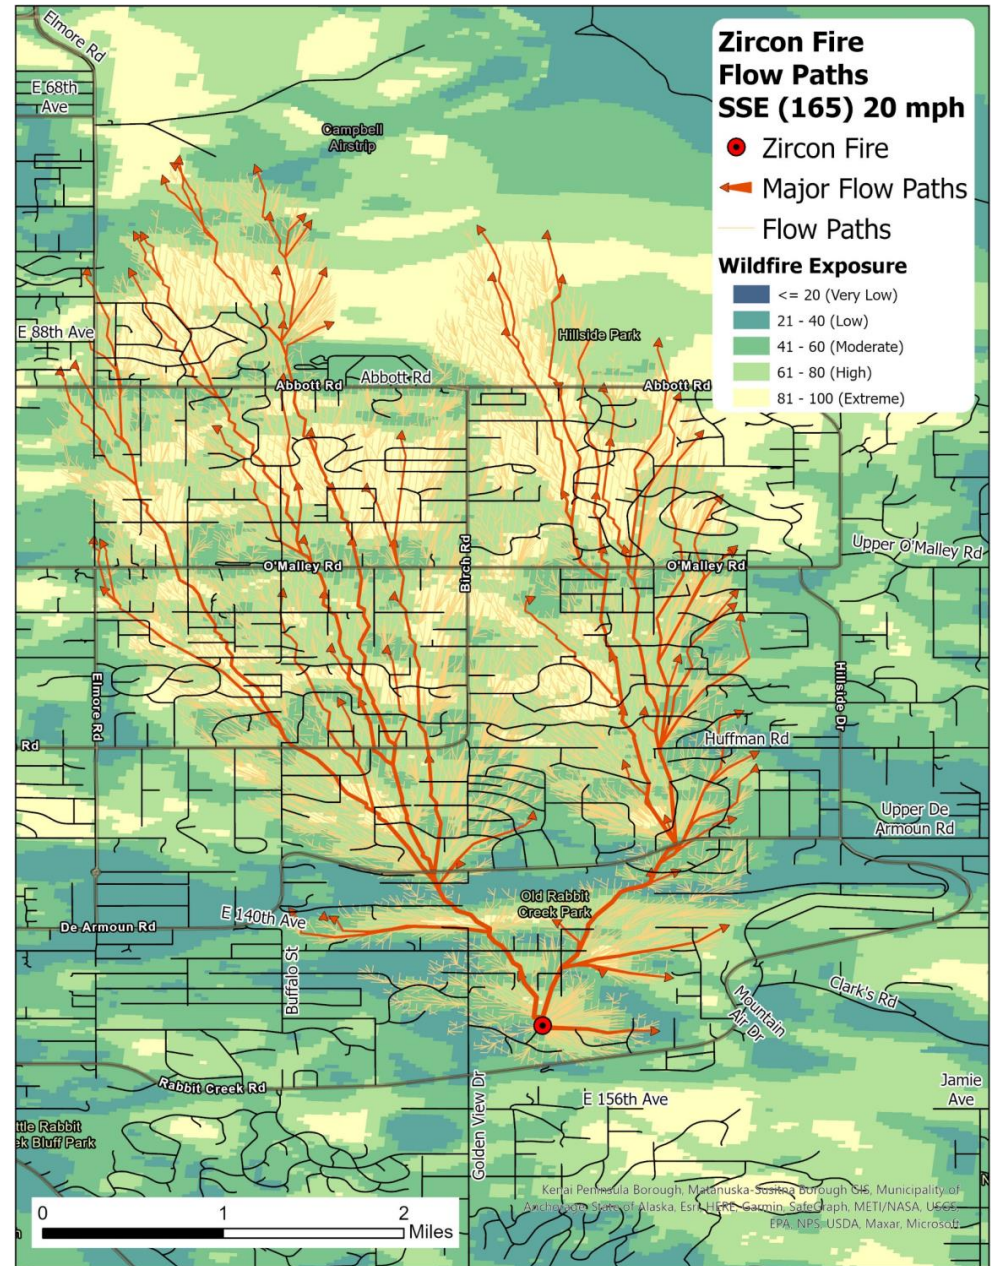 Zircon Fire
Flow Paths
SSE (165) 20 mph
Zircon Fire
Major Flow Paths
Flow Paths
Wildfire Exposure
<= 20 (Very Low)
21 - 40 (Low)
41 - 60 (Moderate)
61 - 80 (High)
81 - 100 (Extreme)
Elmore Rd
E 68th
Ave
Campbell
Airstrip
E 88th Ave
Hillside Park
Abbott Rd
Abbott Rd
Abbott Rd
Birch Rd
Upper O'Malley Rd
O'Malley Rd
O'Malley Rd
Elmore Rd
Hillside Dr
Rd
Huffman Rd
Upper De
Armoun Rd
Old Rabbit
Creek Park
E 140th Ave
De Armoun Rd
Buffalo St
Clark's Rd
Mountain
Air Dr
Rabbit Creek Rd
Golden View Dr
E 156th Ave
Jamie
Ave
ttle Rabbit
ek Bluff Park
Kenai Peninsula Borough, Matanuska-Susitna Borough GIS, Municipality of
Anchorage, State of Alaska, Esri, HERE, Garmin, SafeGraph, METI/NASA, USGS,
EPA, NPS, USDA, Maxar, Microsoft
0 1 2
Miles